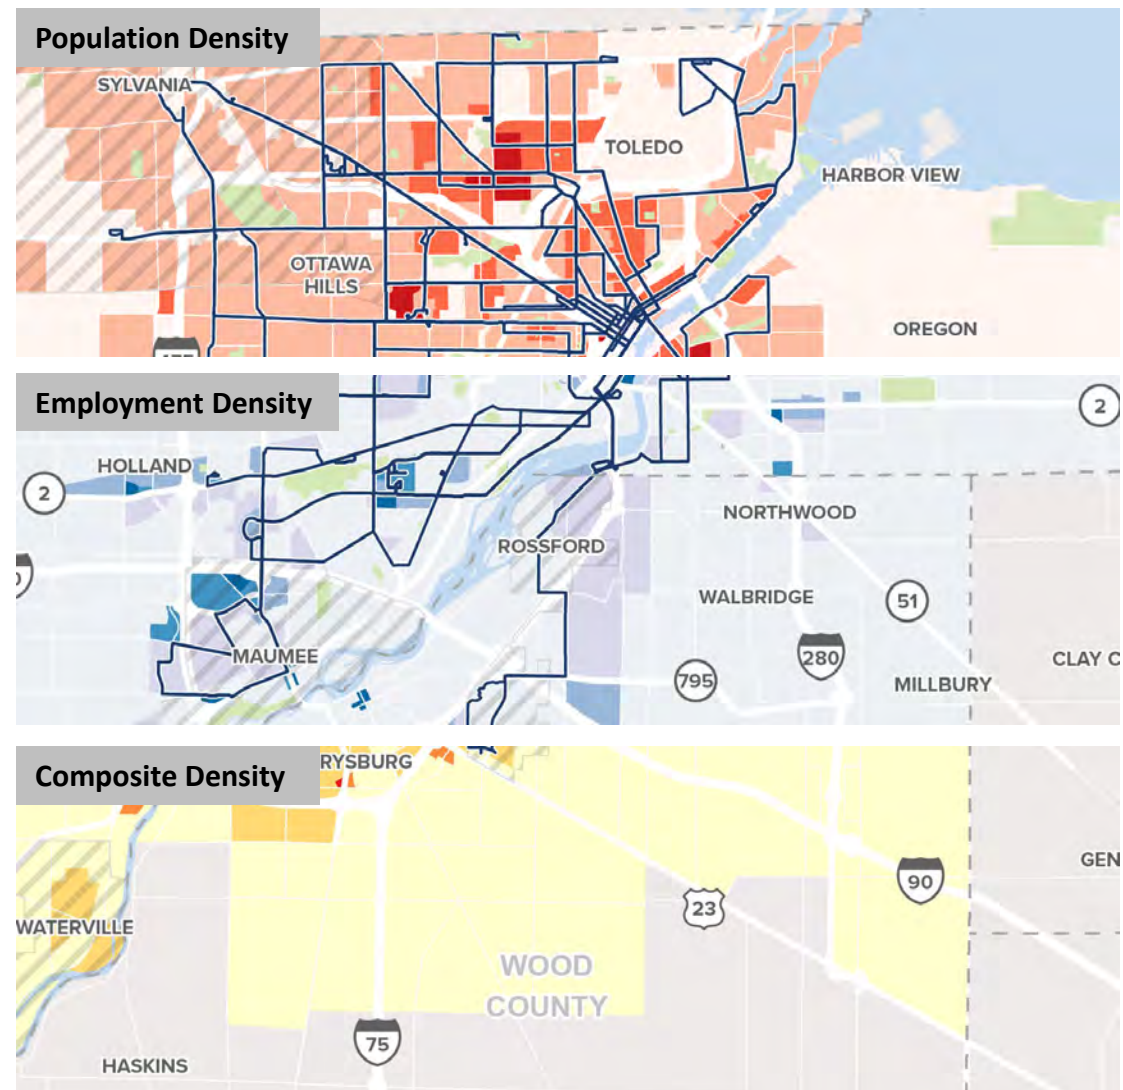 Population Density
SYLVANIA
TOLEDO
HARBOR VIEW
OTTAWA
HILLS
OREGON
Employment Density
2
HOLLAND
2
NORTHWOOD
ROSSFORD
WALBRIDGE
51
MAUMEE
280
CLAY C
795
MILLBURY
RYSBURG
Composite Density
GEN
90
23
WATERVILLE
WOOD
COUNTY
75
HASKINS